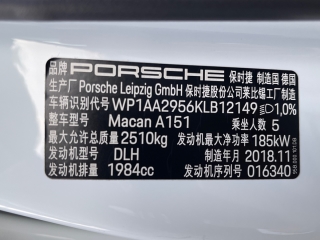 品牌 PORSCHE 保时捷 制造国 德国
生产厂 Porsche Leipzig GmbH 保时捷股份公司莱比锡工厂制造
车辆识别代号 WP1AA2956KLB12149 1,0%
整车型号 Macan A151 乘坐人数 5
最大允许总质量 2510kg 发动机最大净功率 185kW
发动机型号 DLH 制造年月 2018.11
发动机排量 1984cc 发动机序列号 016340